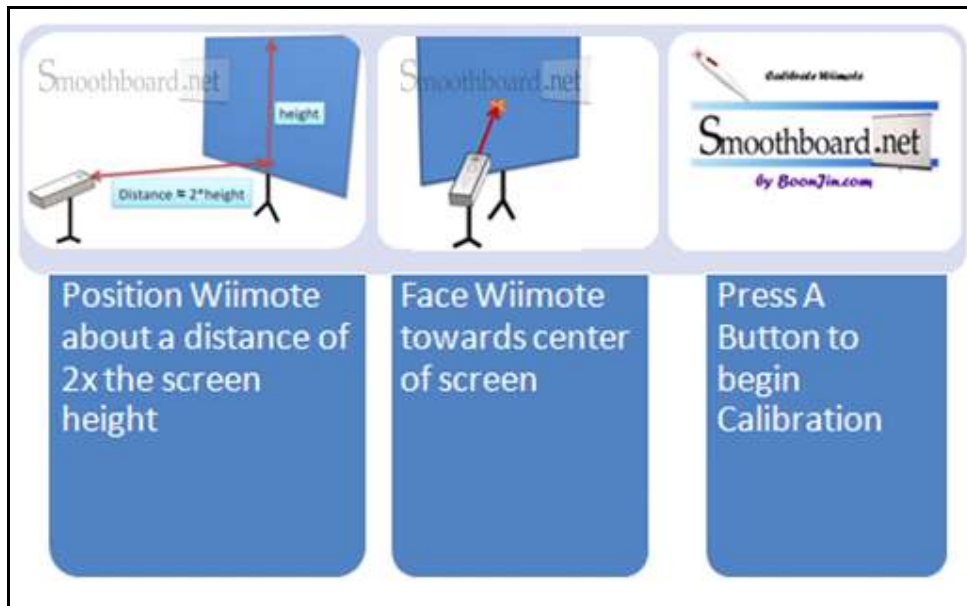 Smoothboard.net
height
Distance ≈ 2*height
Smoothboard.net
Calibrate Wiimote
Smoothboard.net
by BoonJin.com
Position Wiimote
about a distance of
2x the screen
height
Face Wiimote
towards center
of screen
Press A
Button to
begin
Calibration